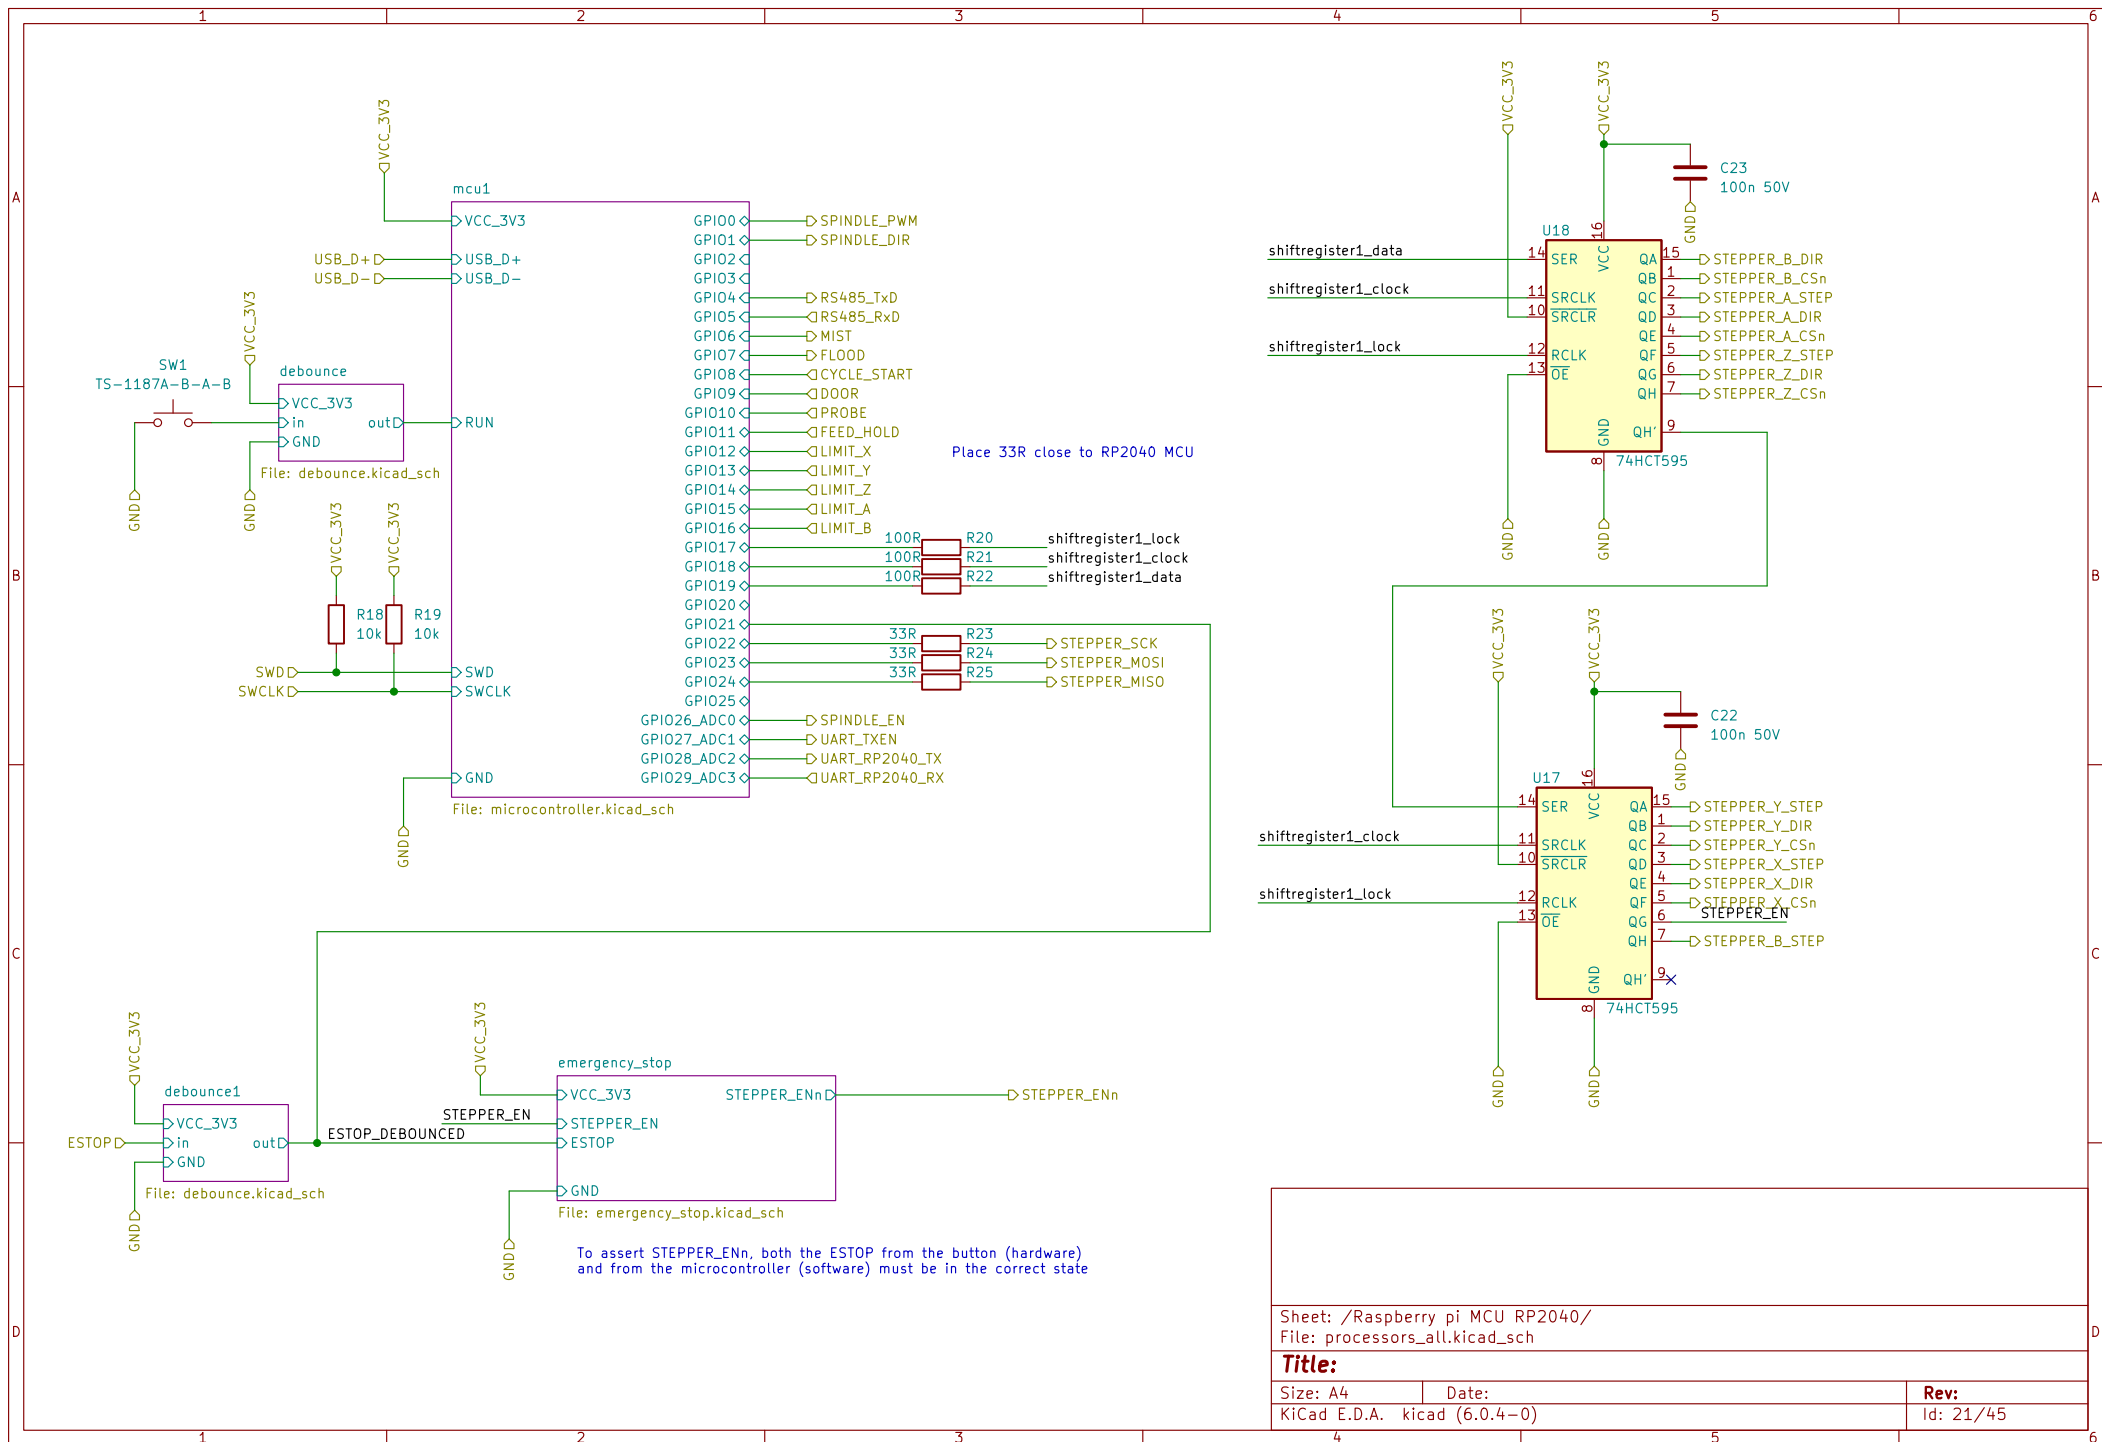 1 2 3 4 5 6
A A
B B
C C
D D
1 2 3 4 5 6
VCC_3V3
mcu1
VCC_3V3
USB_D+ USB_D+
USB_D- USB_D-
RUN
SWD
SWCLK
GND
GPIO0 SPINDLE_PWM
GPIO1 SPINDLE_DIR
GPIO2
GPIO3
GPIO4 RS485_TxD
GPIO5 RS485_RxD
GPIO6 MIST
GPIO7 FLOOD
GPIO8 CYCLE_START
GPIO9 DOOR
GPIO10 PROBE
GPIO11 FEED_HOLD
GPIO12 LIMIT_X
GPIO13 LIMIT_Y
GPIO14 LIMIT_Z
GPIO15 LIMIT_A
GPIO16 LIMIT_B
GPIO17 100R R20 shiftregister1_lock
GPIO18 100R R21 shiftregister1_clock
GPIO19 100R R22 shiftregister1_data
GPIO20
GPIO21
GPIO22 33R R23 STEPPER_SCK
GPIO23 33R R24 STEPPER_MOSI
GPIO24 33R R25 STEPPER_MISO
GPIO25
GPIO26_ADC0 SPINDLE_EN
GPIO27_ADC1 UART_TXEN
GPIO28_ADC2 UART_RP2040_TX
GPIO29_ADC3 UART_RP2040_RX
File: microcontroller.kicad_sch
GND
Place 33R close to RP2040 MCU
VCC_3V3
SW1
TS-1187A-B-A-B
debounce
VCC_3V3
in out
GND
File: debounce.kicad_sch
GND GND
VCC_3V3 VCC_3V3
R18 R19
10k 10k
SWD
SWCLK
VCC_3V3
debounce1
VCC_3V3
ESTOP in out
GND
File: debounce.kicad_sch
GND
VCC_3V3
emergency_stop
VCC_3V3 STEPPER_ENn STEPPER_ENn
STEPPER_EN STEPPER_EN
ESTOP_DEBOUNCED ESTOP
GND
File: emergency_stop.kicad_sch
GND
To assert STEPPER_ENn, both the ESTOP from the button (hardware)
and from the microcontroller (software) must be in the correct state
VCC_3V3 VCC_3V3
C23
100n 50V
GND
U18
16
VCC
shiftregister1_data 14 SER QA 15 STEPPER_B_DIR
QB 1 STEPPER_B_CSn
shiftregister1_clock 11 SRCLK QC 2 STEPPER_A_STEP
10 SRCLR QD 3 STEPPER_A_DIR
QE 4 STEPPER_A_CSn
shiftregister1_lock 12 RCLK QF 5 STEPPER_Z_STEP
13 OE QG 6 STEPPER_Z_DIR
QH 7 STEPPER_Z_CSn
GND QH' 9
8 74HCT595
GND GND
VCC_3V3 VCC_3V3
C22
100n 50V
GND
U17
16
VCC
14 SER QA 15 STEPPER_Y_STEP
QB 1 STEPPER_Y_DIR
shiftregister1_clock 11 SRCLK QC 2 STEPPER_Y_CSn
10 SRCLR QD 3 STEPPER_X_STEP
QE 4 STEPPER_X_DIR
shiftregister1_lock 12 RCLK QF 5 STEPPER_X_CSn
13 OE QG 6 STEPPER_EN
QH 7 STEPPER_B_STEP
GND QH' 9
8 74HCT595
GND GND
Sheet: /Raspberry pi MCU RP2040/
File: processors_all.kicad_sch
Title:
Size: A4 Date: Rev:
KiCad E.D.A. kicad (6.0.4-0) Id: 21/45